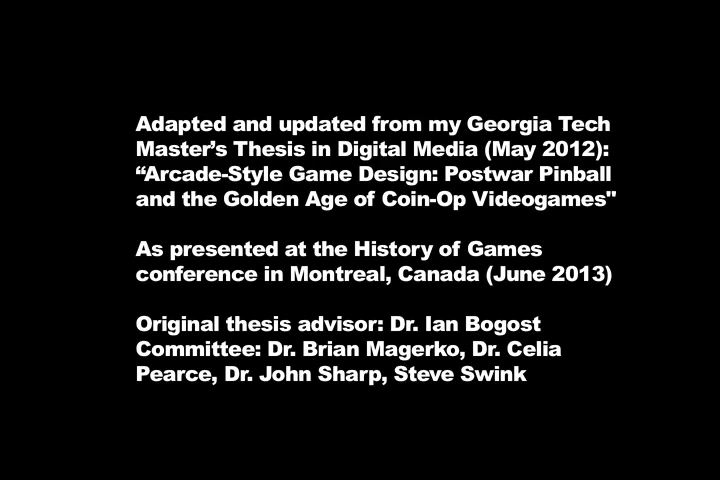 Adapted and updated from my Georgia Tech
Master’s Thesis in Digital Media (May 2012):
“Arcade-Style Game Design: Postwar Pinball
and the Golden Age of Coin-Op Videogames"
As presented at the History of Games
conference in Montreal, Canada (June 2013)
Original thesis advisor: Dr. Ian Bogost
Committee: Dr. Brian Magerko, Dr. Celia
Pearce, Dr. John Sharp, Steve Swink